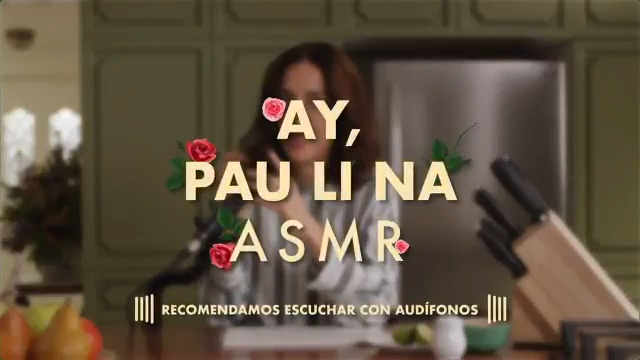 AY,
PAU LI NA
ASMR
RECOMENDAMOS ESCUCHAR CON AUDÍFONOS